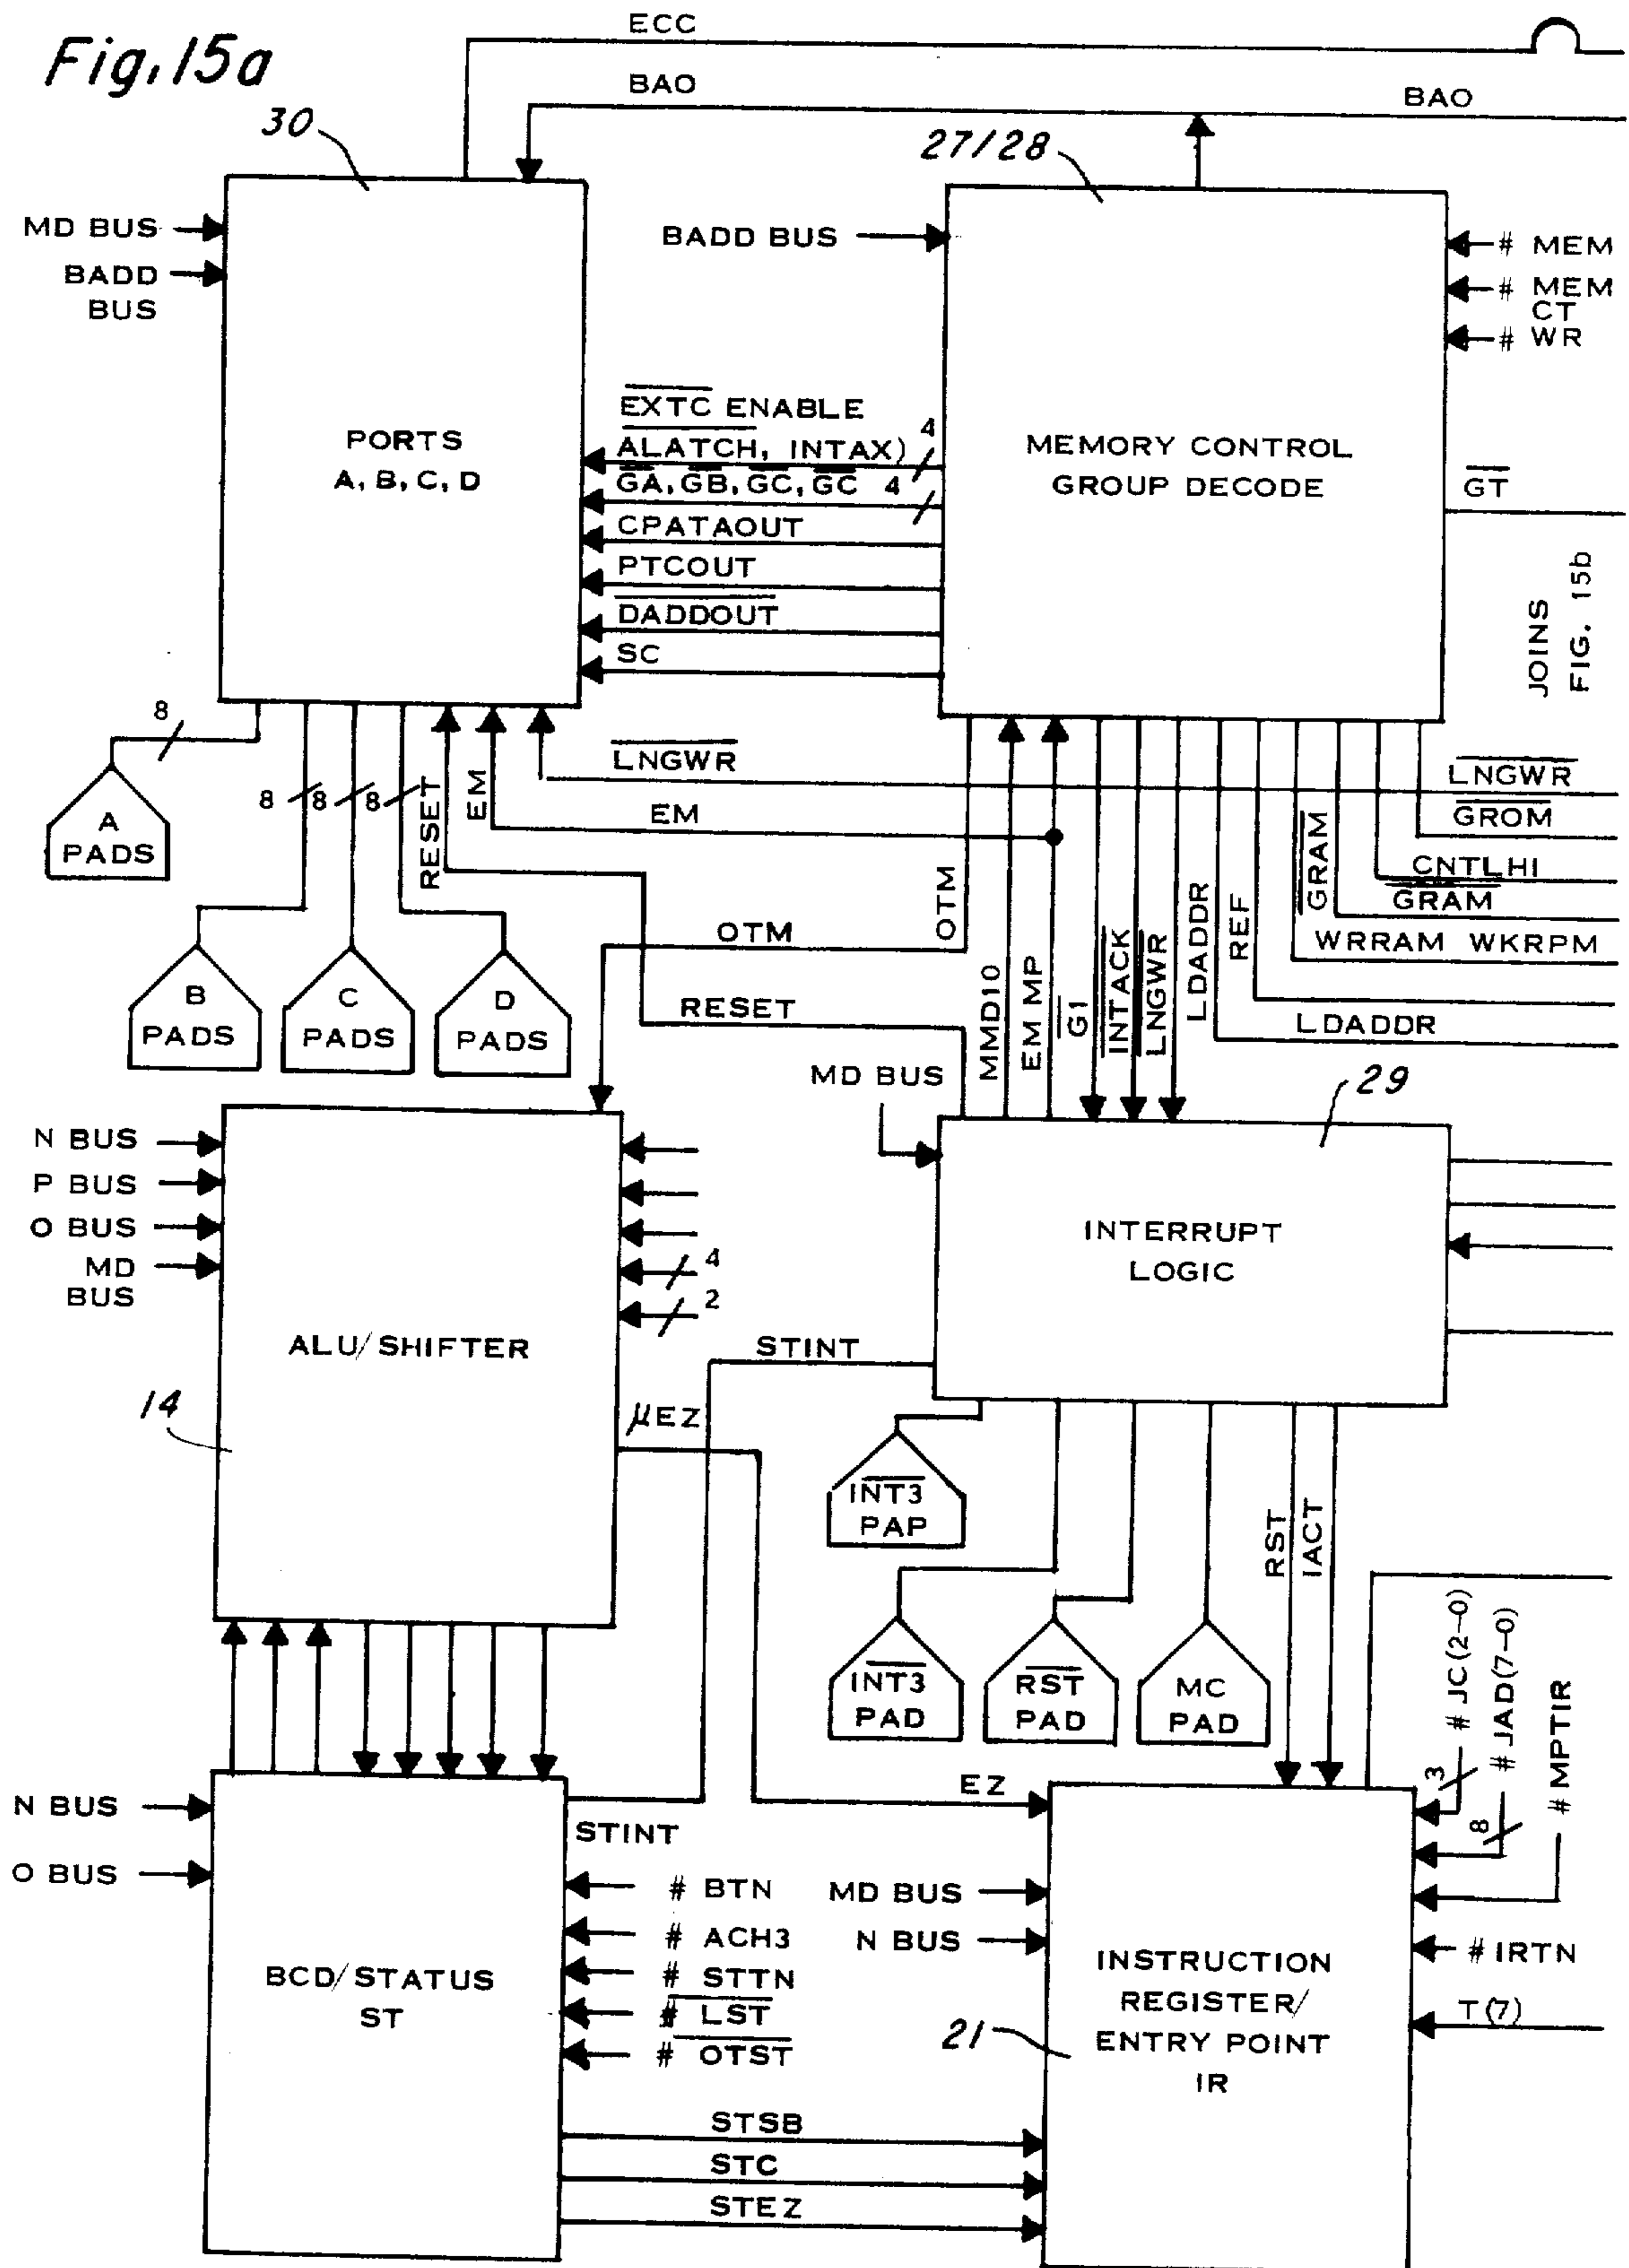 Fig. 15a
ECC
BAO
BAO
30
27/28
MD BUS
BADD
BUS
BADD BUS
# MEM
# MEM
CT
# WR
PORTS
A, B, C, D
EXTC ENABLE
ALATCH, INTAX)
4
GA, GB, GC, GC 4
CPATAOUT
PTCOUT
DADDOUT
SC
MEMORY CONTROL
GROUP DECODE
GT
JOINS
FIG. 15b
8
8
8
8
RESET
EM
LNGWR
EM
A
PADS
B
PADS
C
PADS
D
PADS
OTM
OTM
RESET
MMD10
EM MP
G1
INTACK
LNGWR
LDADDR
REF
GRAM
LNGWR
GROM
CNTLHI
GRAM
WRRAM WKRPM
LDADDR
MD BUS
29
N BUS
P BUS
O BUS
MD
BUS
4
2
ALU/SHIFTER
14
INTERRUPT
LOGIC
STINT
μEZ
INT3
PAP
INT3
PAD
RST
PAD
MC
PAD
RST
IACT
# JC(2-0)
# JAD(7-0)
# MPTIR
3
8
EZ
N BUS
O BUS
STINT
# BTN
# ACH3
# STTN
# LST
# OTST
BCD/STATUS
ST
MD BUS
N BUS
INSTRUCTION
REGISTER/
ENTRY POINT
IR
21
# IRTN
T(7)
STSB
STC
STEZ